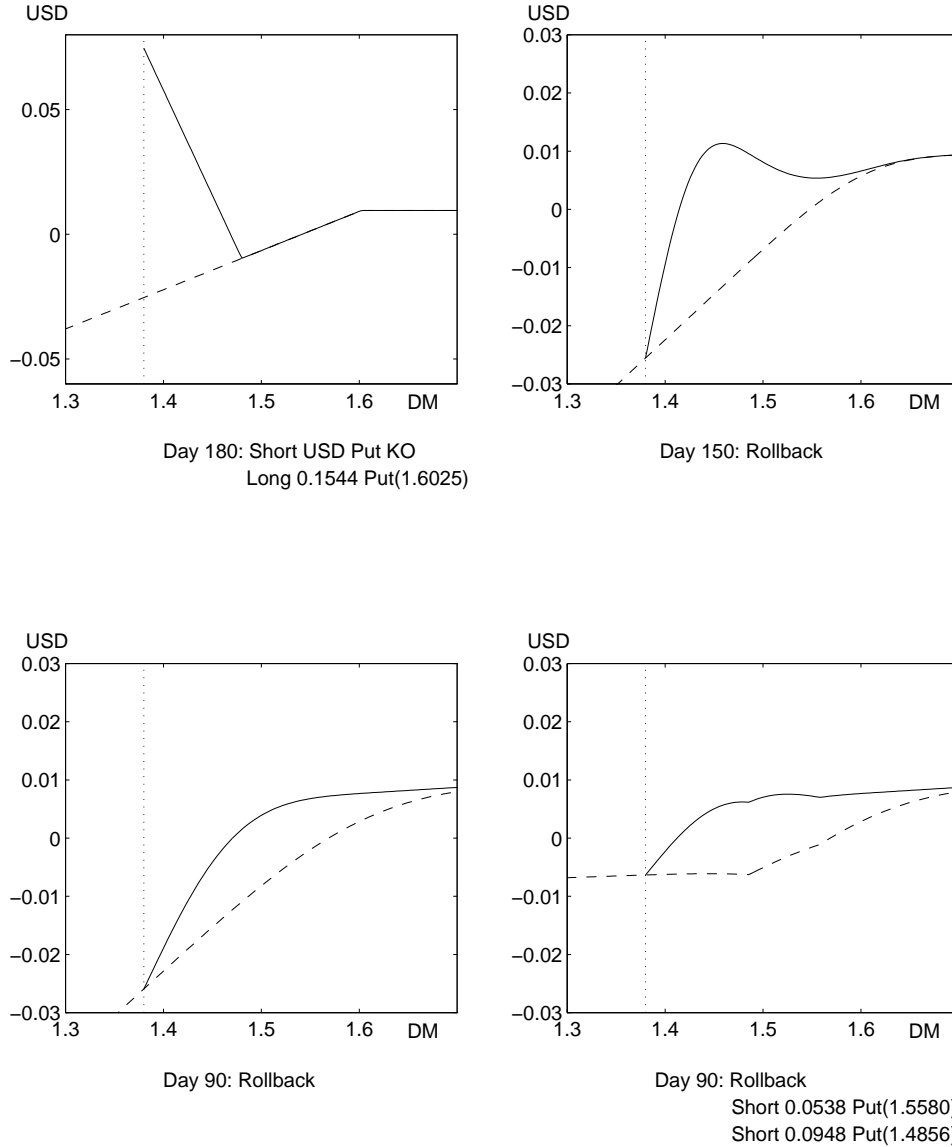 USD
0.05
0
−0.05
1.3
1.4
1.5
1.6
DM
Day 180: Short USD Put KO
Long 0.1544 Put(1.6025)
USD
0.03
0.02
0.01
0
−0.01
−0.02
−0.03
1.3
1.4
1.5
1.6
DM
Day 150: Rollback
USD
0.03
0.02
0.01
0
−0.01
−0.02
−0.03
1.3
1.4
1.5
1.6
DM
Day 90: Rollback
USD
0.03
0.02
0.01
0
−0.01
−0.02
−0.03
1.3
1.4
1.5
1.6
DM
Day 90: Rollback
Short 0.0538 Put(1.5580)
Short 0.0948 Put(1.4856)